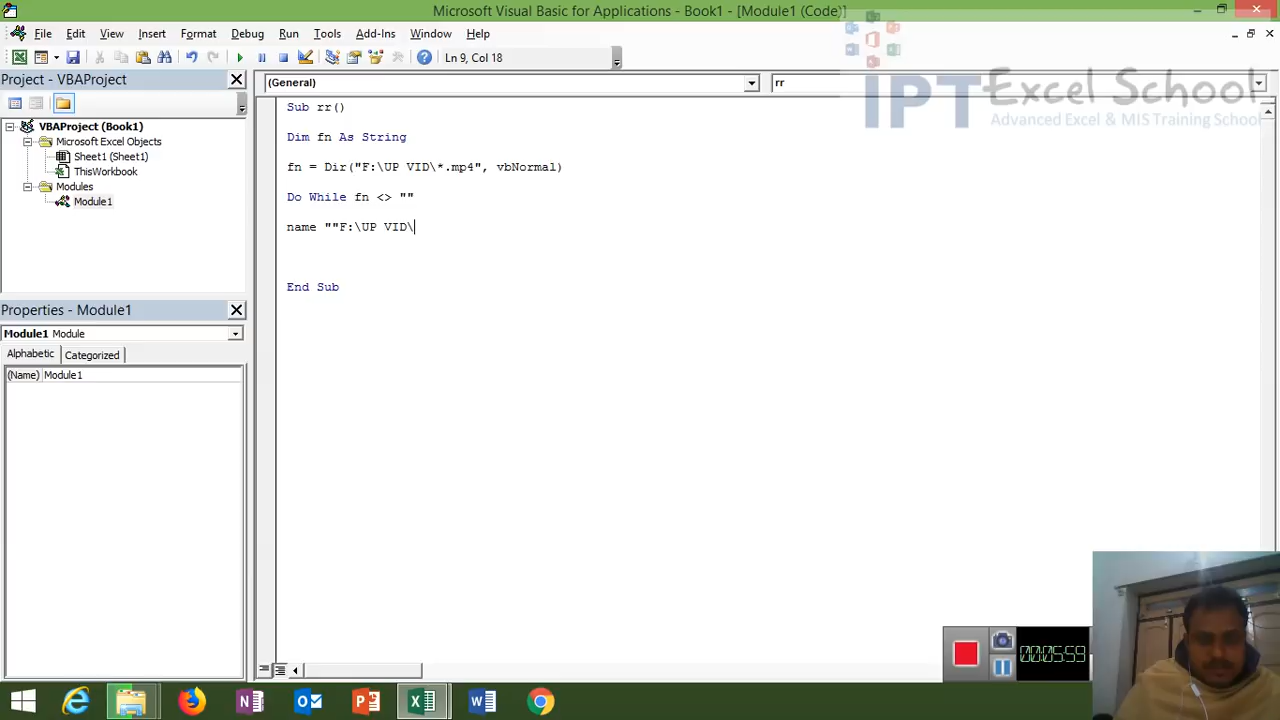 Microsoft Visual Basic for Applications - Book1 - [Module1 (Code)]
File Edit View Insert Format Debug Run Tools Add-Ins Window Help
Ln 9, Col 18
IPT Excel School
Advanced Excel & MIS Training School
Project - VBAProject
(General)
rr
VBAProject (Book1)
Microsoft Excel Objects
Sheet1 (Sheet1)
ThisWorkbook
Modules
Module1
Sub rr()
Dim fn As String
fn = Dir("F:\UP VID\*.mp4", vbNormal)
Do While fn <> ""
name ""F:\UP VID\
End Sub
Properties - Module1
Module1 Module
Alphabetic Categorized
(Name) Module1
00:05:59